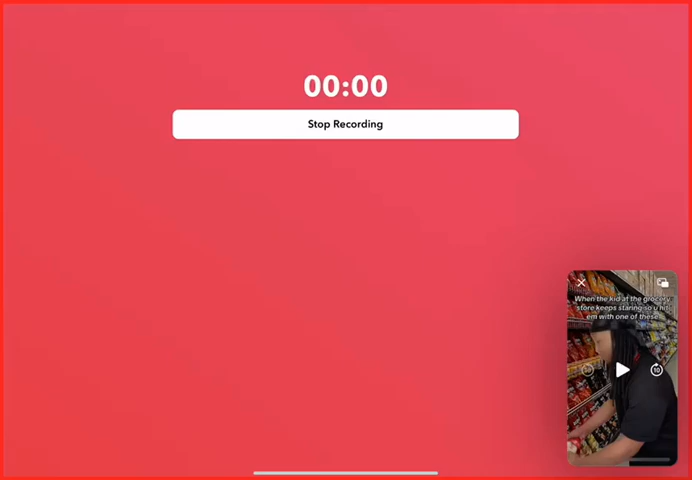 00:00
Stop Recording
When the kid at the grocery
store keeps staring so u hit
em with one of these
10